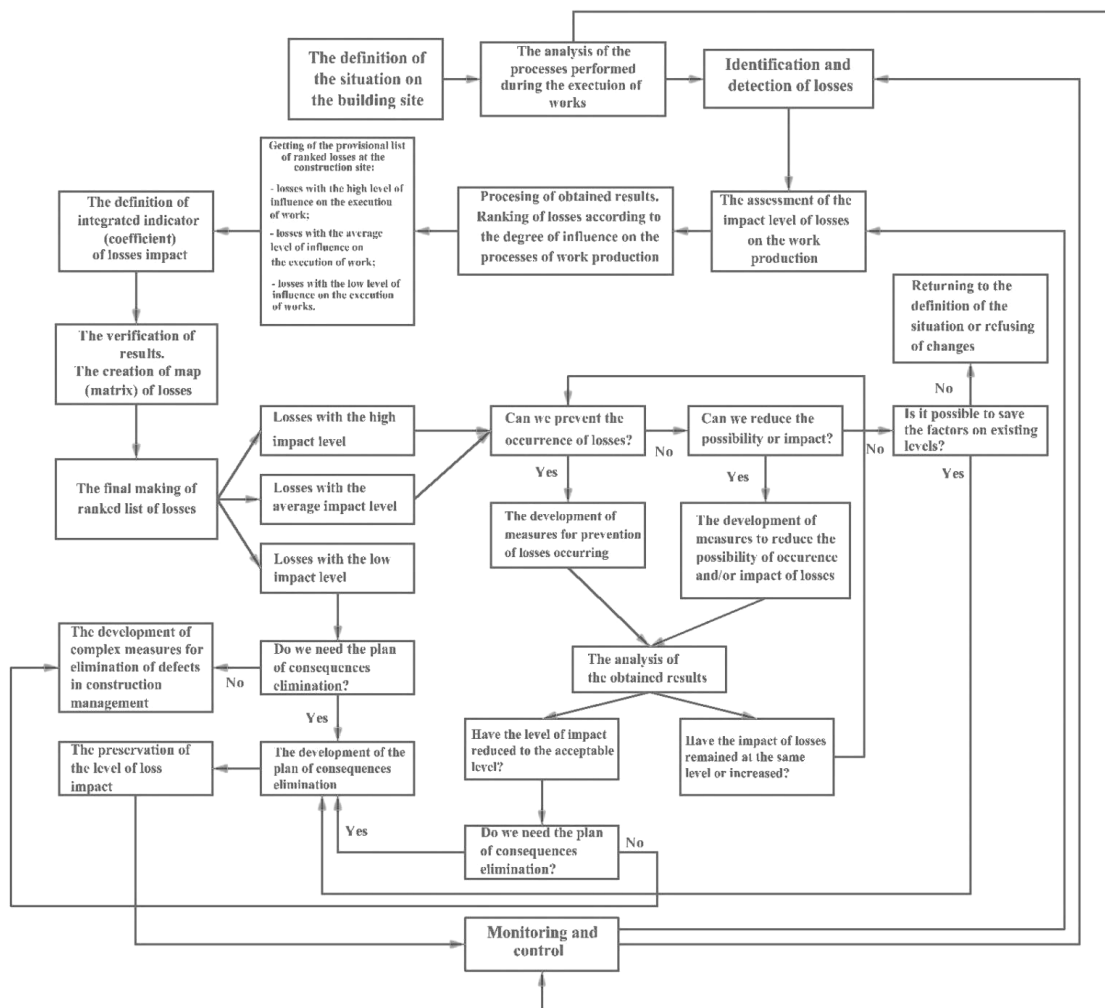 The definition of
the situation on
the building site
The analysis of the
processes performed
during the exectuion of
works
Identification and
detection of losses
Getting of the provisional list
of ranked losses at the
construction site:
- losses with the high level of
influence on the execution
of work;
- losses with the average
level of influence on
the execution of work;
- losses with the low level of
influence on the execution
of works.
The definition of
integrated indicator
(coefficient)
of losses impact
Procesing of obtained results.
Ranking of losses according to
the degree of influence on the
processes of work production
The assessment of the
impact level of losses
on the work
production
Returning to the
definition of the
situation or refusing
of changes
The verification of
results.
The creation of map
(matrix) of losses
No
Losses with the high
impact level
Can we prevent the
occurrence of losses?
No
Can we reduce the
possibility or impact?
No
Is it possible to save
the factors on existing
levels?
Yes
Yes
Yes
The final making of
ranked list of losses
Losses with the
average impact level
The development of
measures for prevention
of losses occurring
The development of
measures to reduce the
possibility of occurence
and/or impact of losses
Losses with the low
impact level
The development of
complex measures for
elimination of defects
in construction
management
No
Do we need the plan
of consequences
elimination?
Yes
The analysis of
the obtained results
The preservation of
the level of loss
impact
The development of the
plan of consequences
elimination
Have the level of impact
reduced to the acceptable
level?
Have the impact of losses
remained at the same
level or increased?
Yes
Do we need the plan
of consequences
elimination?
No
Monitoring and
control